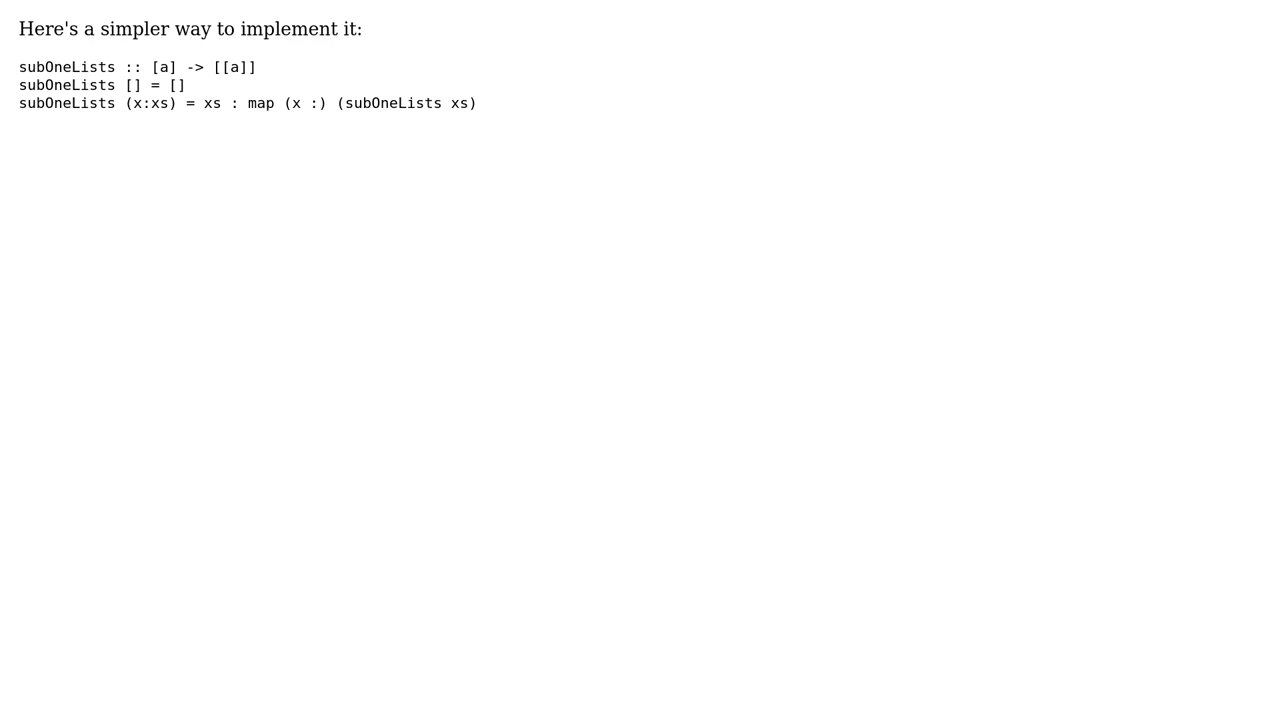 Here's a simpler way to implement it:
subOneLists :: [a] -> [[a]]
subOneLists [] = []
subOneLists (x:xs) = xs : map (x :) (subOneLists xs)